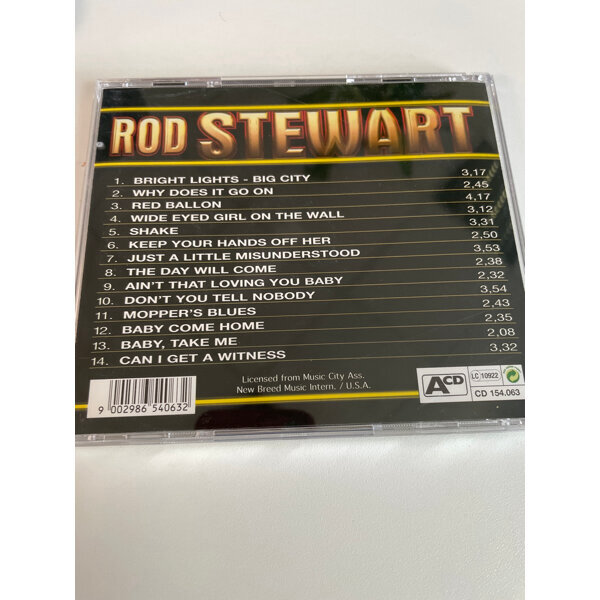 ROD STEWART
1. BRIGHT LIGHTS - BIG CITY 3,17
2. WHY DOES IT GO ON 2,45
3. RED BALLON 4,17
4. WIDE EYED GIRL ON THE WALL 3,12
5. SHAKE 3,31
6. KEEP YOUR HANDS OFF HER 2,50
7. JUST A LITTLE MISUNDERSTOOD 3,53
8. THE DAY WILL COME 2,38
9. AIN'T THAT LOVING YOU BABY 2,32
10. DON'T YOU TELL NOBODY 3,54
11. MOPPER'S BLUES 2,43
12. BABY COME HOME 2,35
13. BABY, TAKE ME 2,08
14. CAN I GET A WITNESS 3,32
Licensed from Music City Ass.
New Breed Music Intern. / U.S.A.
9 002986 540632
ACD
LC 10922
CD 154.063